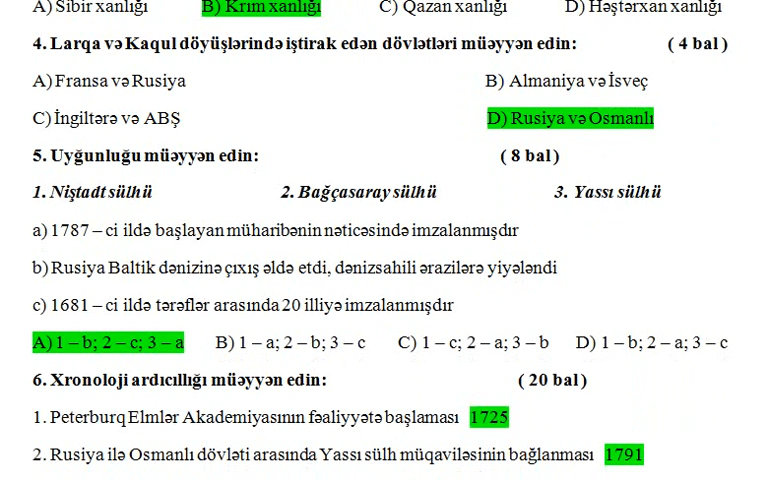 A) Sibir xanlığı B) Krım xanlığı C) Qazan xanlığı D) Həştərxan xanlığı
4. Larqa və Kaqul döyüşlərində iştirak edən dövlətləri müəyyən edin: ( 4 bal )
A) Fransa və Rusiya B) Almaniya və İsveç
C) İngiltərə və ABŞ D) Rusiya və Osmanlı
5. Uyğunluğu müəyyən edin: ( 8 bal )
1. Niştadt sülhü 2. Bağçasaray sülhü 3. Yassı sülhü
a) 1787 – ci ildə başlayan müharibənin nəticəsində imzalanmışdır
b) Rusiya Baltik dənizinə çıxış əldə etdi, dənizsahili ərazilərə yiyələndi
c) 1681 – ci ildə tərəflər arasında 20 illiyə imzalanmışdır
A) 1 – b; 2 – c; 3 – a B) 1 – a; 2 – b; 3 – c C) 1 – c; 2 – a; 3 – b D) 1 – b; 2 – a; 3 – c
6. Xronoloji ardıcıllığı müəyyən edin: ( 20 bal )
1. Peterburq Elmlər Akademiyasının fəaliyyətə başlaması 1725
2. Rusiya ilə Osmanlı dövləti arasında Yassı sülh müqaviləsinin bağlanması 1791